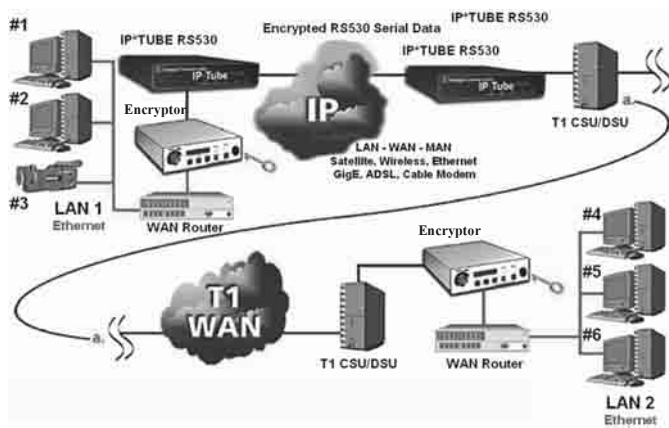 #1
IP*TUBE RS530
Encrypted RS530 Serial Data
IP*TUBE RS530
IP*TUBE RS530
IP Tube
IP Tube
#2
Encryptor
IP
T1 CSU/DSU
a.
LAN - WAN - MAN
Satellite, Wireless, Ethernet
GigE, ADSL, Cable Modem
#3
LAN 1
Ethernet
WAN Router
Encryptor
#4
#5
#6
T1
WAN
a.
T1 CSU/DSU
WAN Router
LAN 2
Ethernet